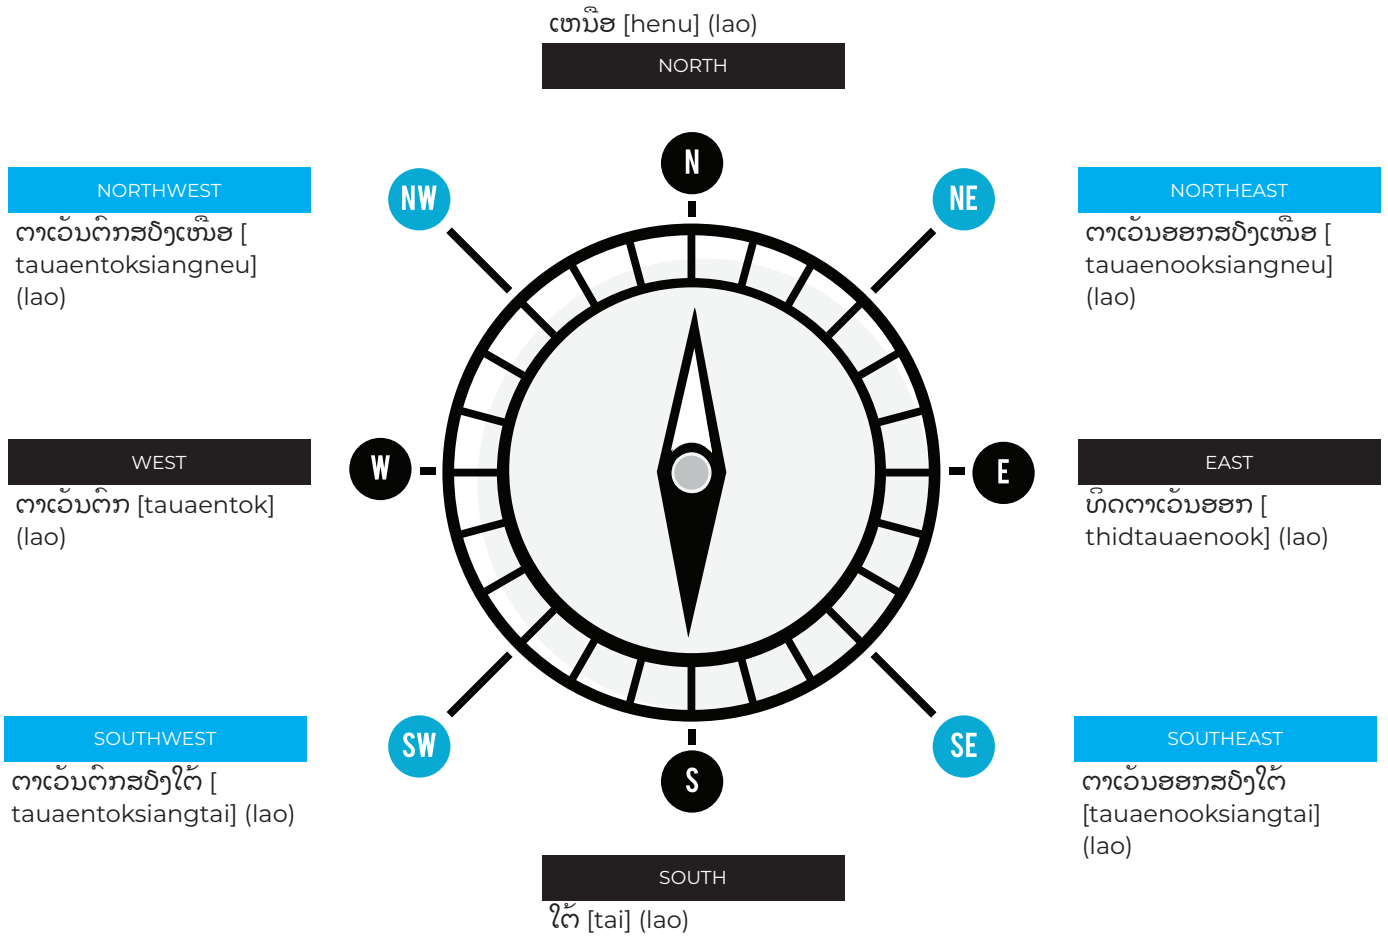 ເຫນືອ [henu] (lao)
NORTH
N
NW
NE
NORTHWEST
NORTHEAST
ຕາເວັນຕົກສຽງເໜືອ [
tauaentoksiangneu]
(lao)
ຕາເວັນອອກສຽງເໜືອ [
tauaenooksiangneu]
(lao)
WEST
W
E
EAST
ຕາເວັນຕົກ [tauaentok]
(lao)
ທິດຕາເວັນອອກ [
thidtauaenook] (lao)
SOUTHWEST
SW
SE
SOUTHEAST
ຕາເວັນຕົກສຽງໃຕ້ [
tauaentoksiangtai] (lao)
ຕາເວັນອອກສຽງໃຕ້
[tauaenooksiangtai]
(lao)
S
SOUTH
ໃຕ້ [tai] (lao)